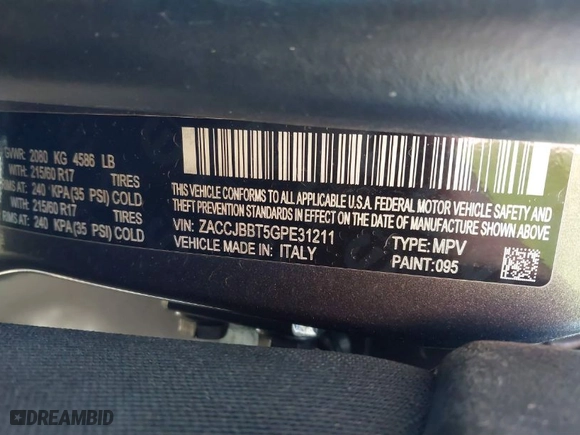 GVWR: 2080 KG 4586 LB
WITH: 215/60 R17 TIRES
RIMS AT: 240 KPA(35 PSI) COLD
WITH: 215/60 R17 TIRES
RIMS AT: 240 KPA(35 PSI) COLD
THIS VEHICLE CONFORMS TO ALL APPLICABLE U.S.A. FEDERAL MOTOR VEHICLE SAFETY AND
THEFT PREVENTION STANDARDS IN EFFECT ON THE DATE OF MANUFACTURE SHOWN ABOVE
VIN: ZACCJBBT5GPE31211 TYPE: MPV
VEHICLE MADE IN: ITALY PAINT: 095
DREAMBID